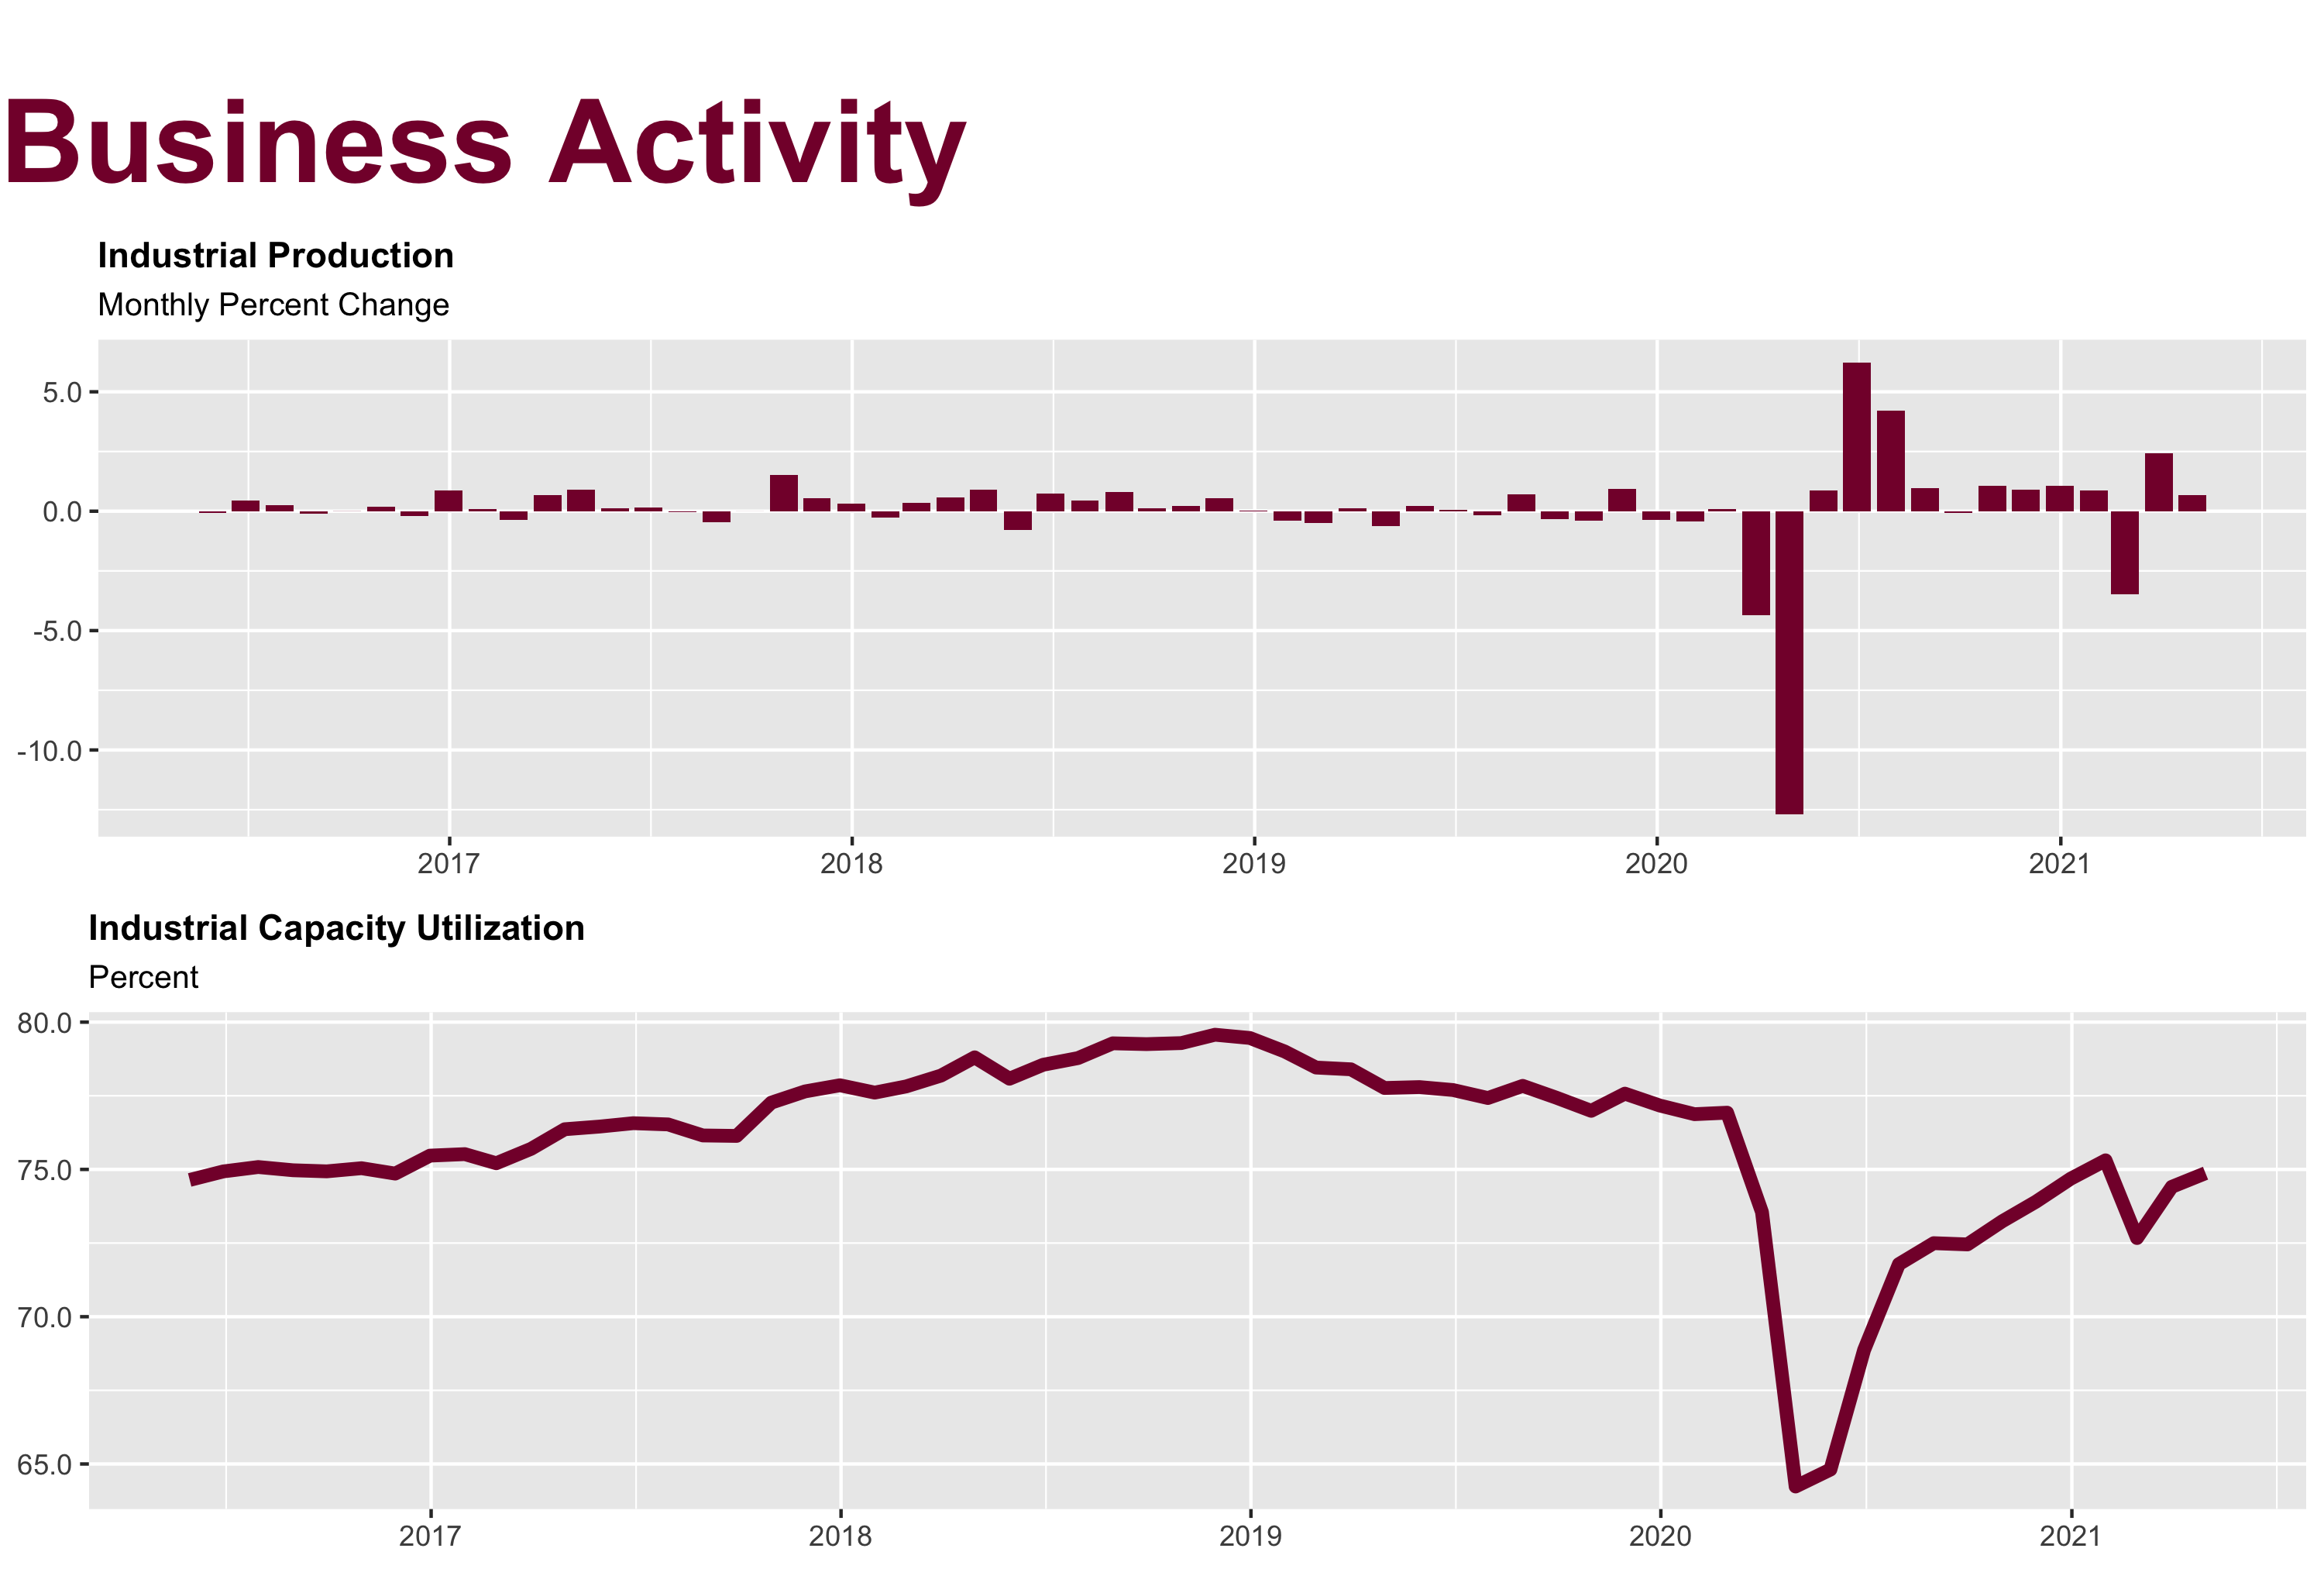 Business Activity
Industrial Production
Monthly Percent Change
5.0
0.0
-5.0
-10.0
2017 2018 2019 2020 2021
Industrial Capacity Utilization
Percent
80.0
75.0
70.0
65.0
2017 2018 2019 2020 2021